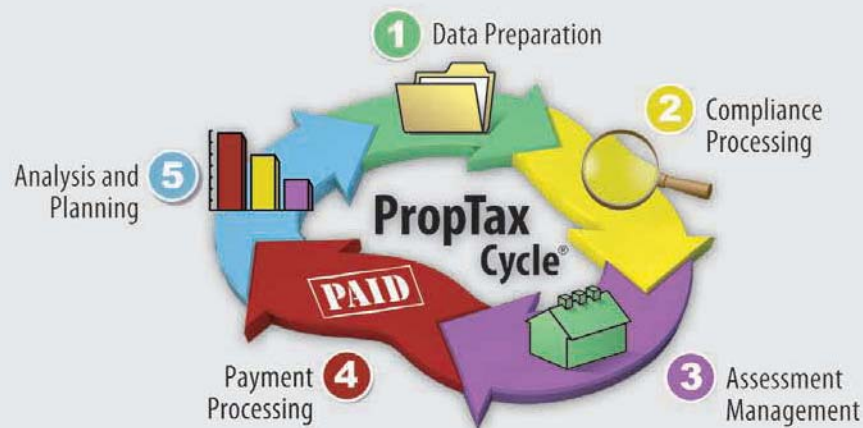 1 Data Preparation
2 Compliance
Processing
3 Assessment
Management
4 Payment
Processing
5 Analysis and
Planning
PropTax
Cycle®
PAID